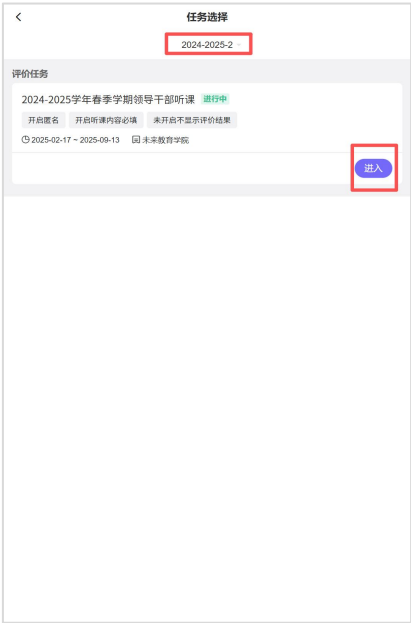 任务选择
2024-2025-2
评价任务
2024-2025学年春季学期领导干部听课 进行中
开启匿名 开启听课内容必填 未开启不显示评价结果
2025-02-17 ~ 2025-09-13 未来教育学院
进入